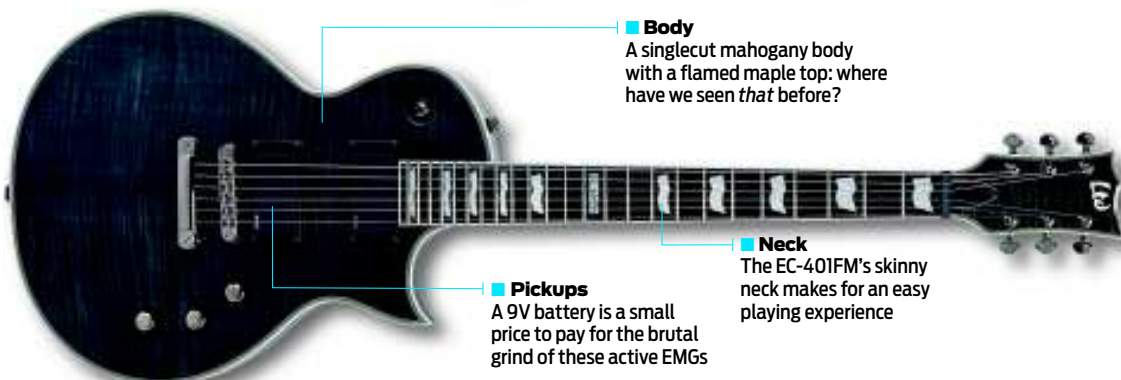 Body
A singlecut mahogany body
with a flamed maple top: where
have we seen that before?
Neck
The EC-401FM's skinny
neck makes for an easy
playing experience
Pickups
A 9V battery is a small
price to pay for the brutal
grind of these active EMGs